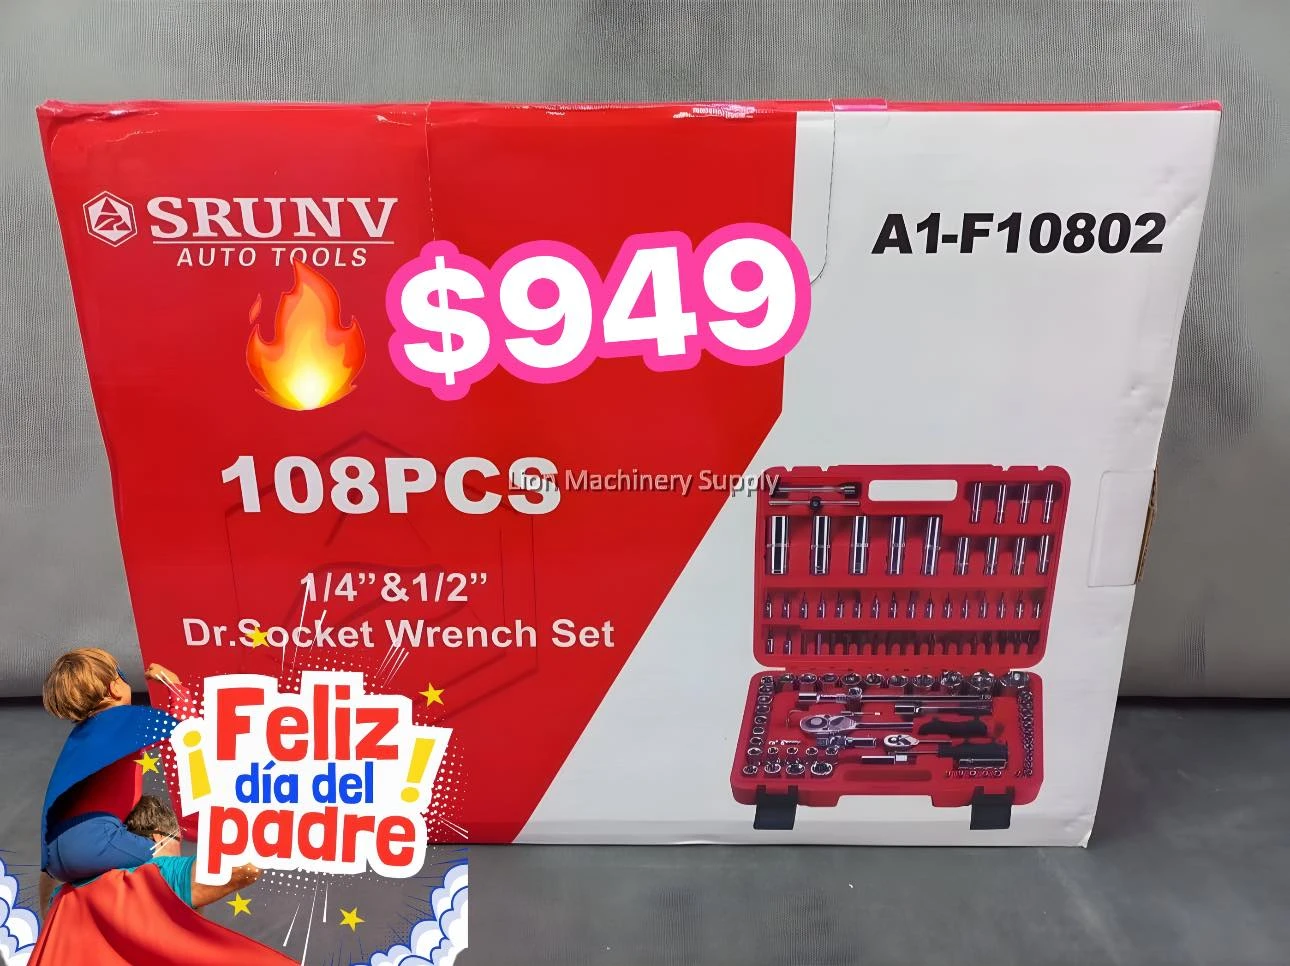 SRUNV
AUTO TOOLS
A1-F10802
$949
108PCS
Lion Machinery Supply
1/4”&1/2”
Dr.Socket Wrench Set
¡Feliz
día del
padre!